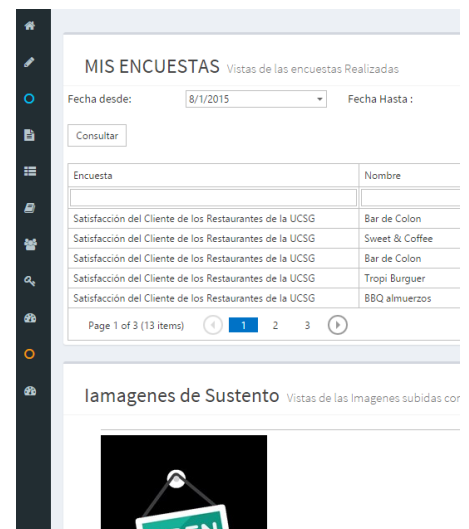 MIS ENCUESTAS Vistas de las encuestas Realizadas
Fecha desde: 8/1/2015 Fecha Hasta :
Consultar
Encuesta Nombre
Satisfacción del Cliente de los Restaurantes de la UCSG Bar de Colon
Satisfacción del Cliente de los Restaurantes de la UCSG Sweet & Coffee
Satisfacción del Cliente de los Restaurantes de la UCSG Bar de Colon
Satisfacción del Cliente de los Restaurantes de la UCSG Tropi Burguer
Satisfacción del Cliente de los Restaurantes de la UCSG BBQ almuerzos
Page 1 of 3 (13 items) 1 2 3
Iamagenes de Sustento Vistas de las Imagenes subidas con